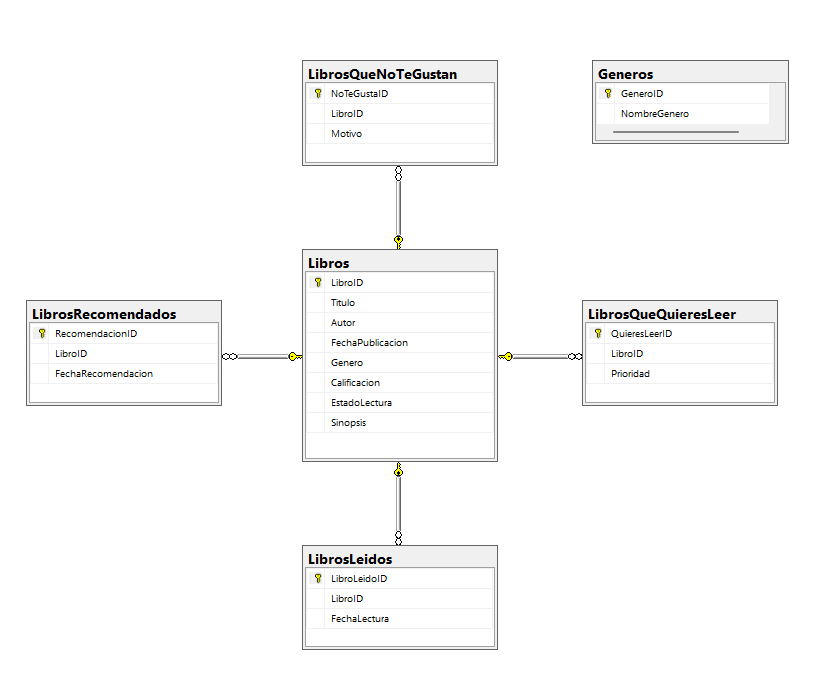 LibrosQueNoTeGustan
NoTeGustaID
LibroID
Motivo
Generos
GeneroID
NombreGenero
Libros
LibroID
Titulo
Autor
FechaPublicacion
Genero
Calificacion
EstadoLectura
Sinopsis
LibrosRecomendados
RecomendacionID
LibroID
FechaRecomendacion
LibrosQueQuieresLeer
QuieresLeerID
LibroID
Prioridad
LibrosLeidos
LibroLeidoID
LibroID
FechaLectura